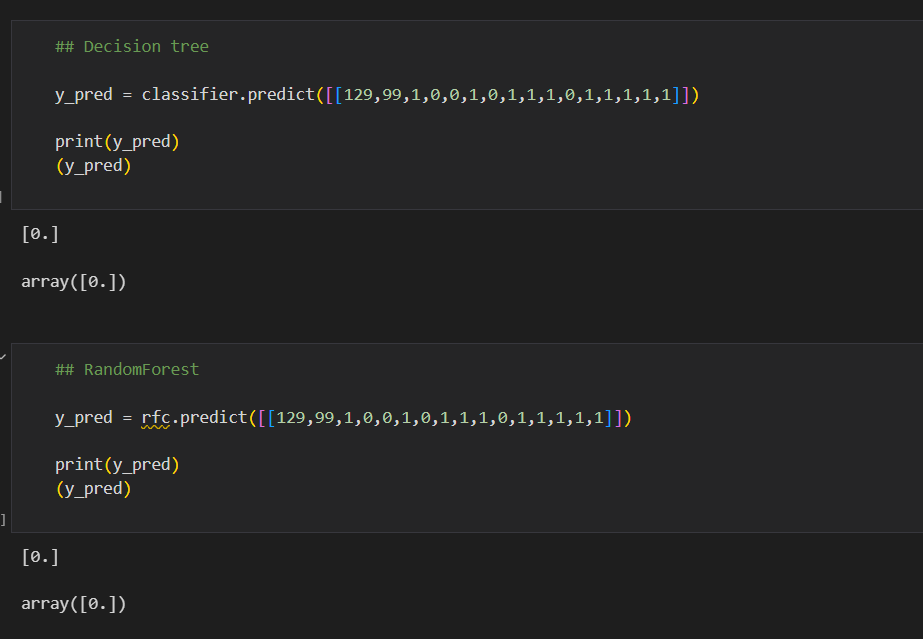 ## Decision tree
y_pred = classifier.predict([[129,99,1,0,0,1,0,1,1,1,0,1,1,1,1,1]])
print(y_pred)
(y_pred)
[0.]
array([0.])
## RandomForest
y_pred = rfc.predict([[129,99,1,0,0,1,0,1,1,1,0,1,1,1,1,1]])
print(y_pred)
(y_pred)
]
[0.]
array([0.])